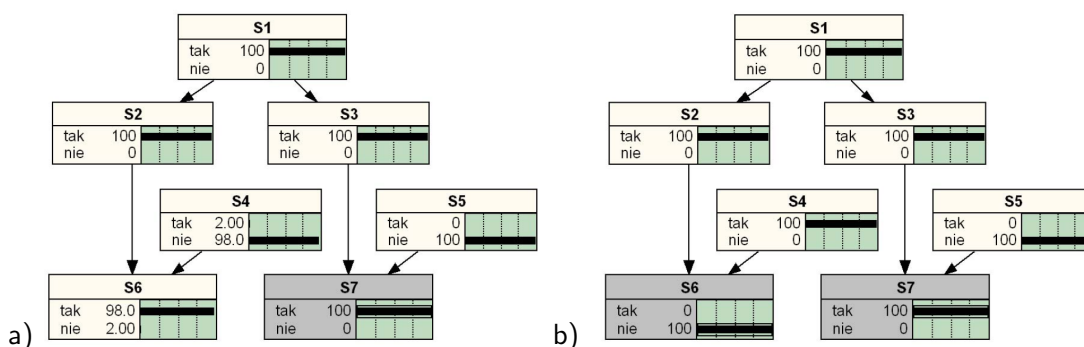 S1
tak 100
nie 0
S2
tak 100
nie 0
S3
tak 100
nie 0
S4
tak 2.00
nie 98.0
S5
tak 0
nie 100
S6
tak 98.0
nie 2.00
S7
tak 100
nie 0
a)
S1
tak 100
nie 0
S2
tak 100
nie 0
S3
tak 100
nie 0
S4
tak 100
nie 0
S5
tak 0
nie 100
S6
tak 0
nie 100
S7
tak 100
nie 0
b)